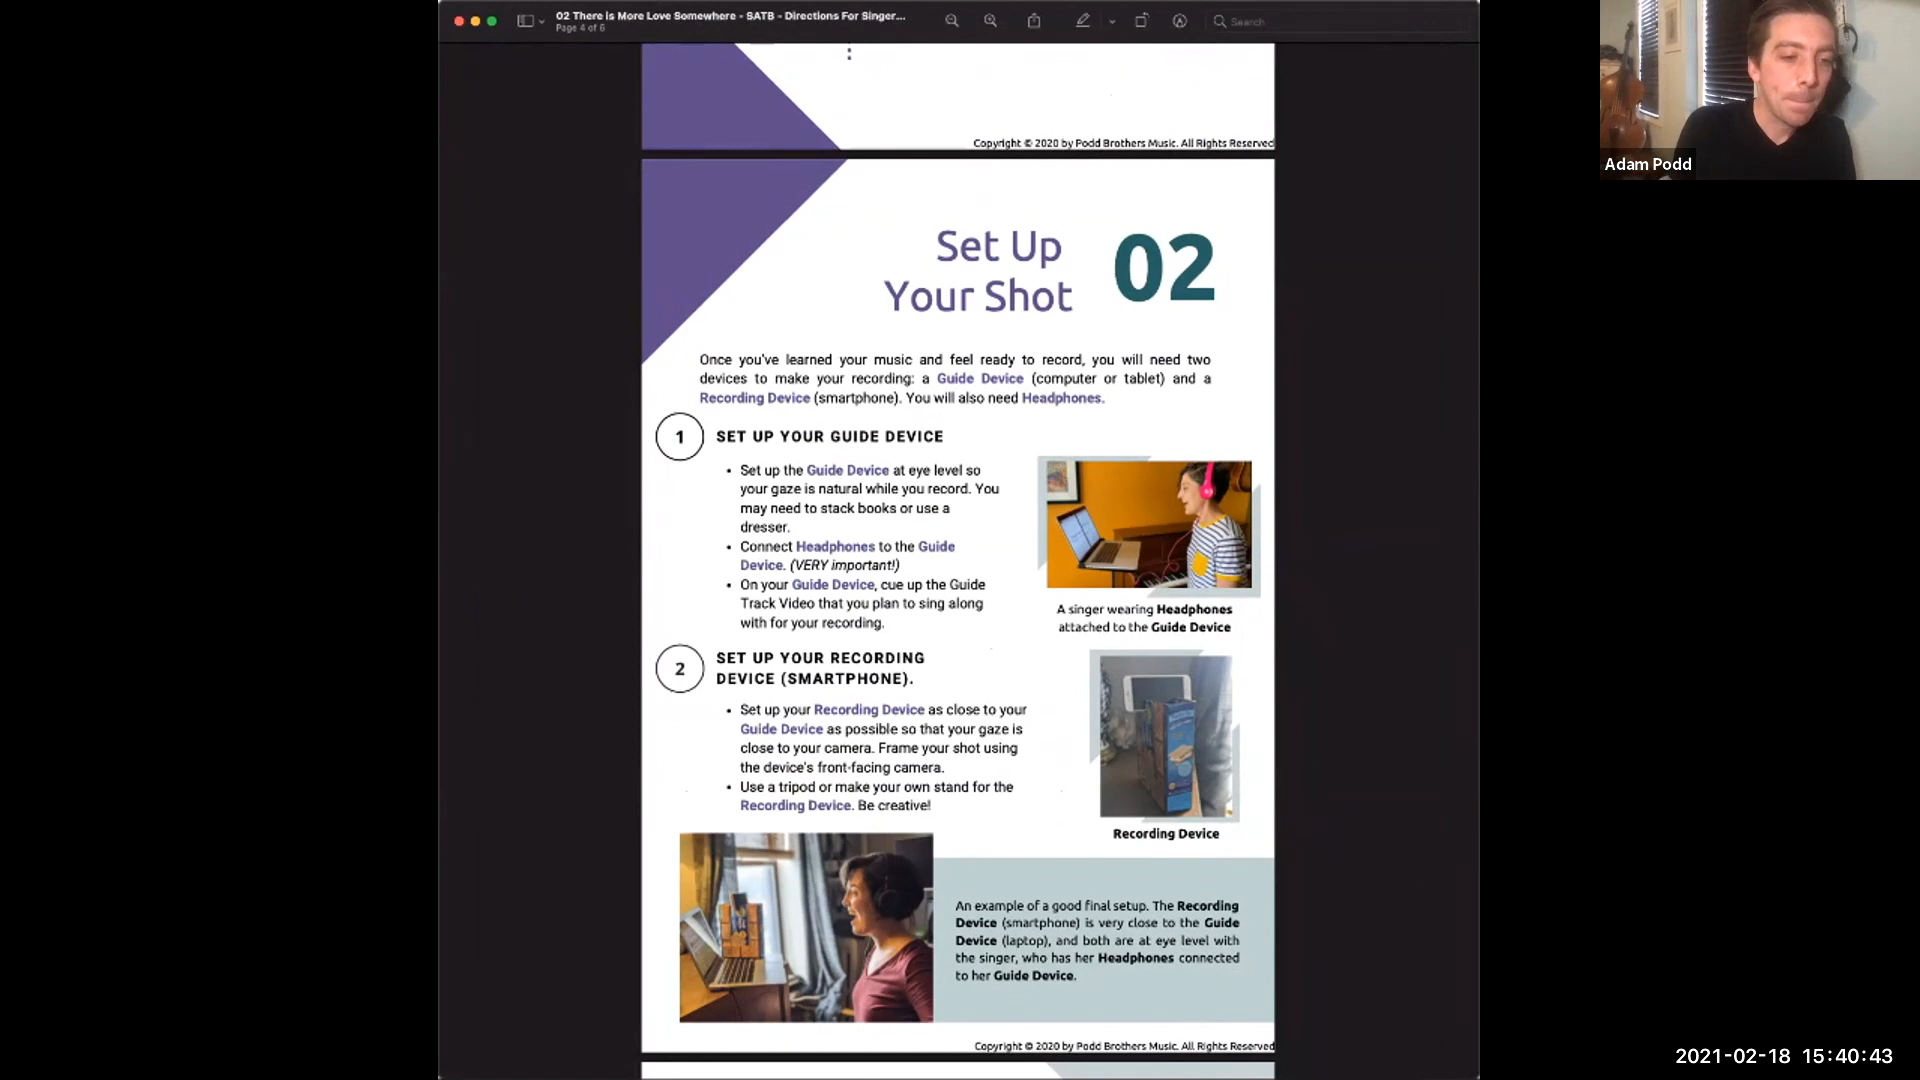 02 There is More Love Somewhere - SATB - Directions For Singer...
Page 4 of 6
Search
Adam Podd
Copyright © 2020 by Podd Brothers Music. All Rights Reserved
Set Up
Your Shot
02
Once you've learned your music and feel ready to record, you will need two
devices to make your recording: a Guide Device (computer or tablet) and a
Recording Device (smartphone). You will also need Headphones.
1
SET UP YOUR GUIDE DEVICE
• Set up the Guide Device at eye level so
your gaze is natural while you record. You
may need to stack books or use a
dresser.
• Connect Headphones to the Guide
Device. (VERY important!)
• On your Guide Device, cue up the Guide
Track Video that you plan to sing along
with for your recording.
A singer wearing Headphones
attached to the Guide Device
2
SET UP YOUR RECORDING
DEVICE (SMARTPHONE).
• Set up your Recording Device as close to your
Guide Device as possible so that your gaze is
close to your camera. Frame your shot using
the device's front-facing camera.
• Use a tripod or make your own stand for the
Recording Device. Be creative!
Recording Device
An example of a good final setup. The Recording
Device (smartphone) is very close to the Guide
Device (laptop), and both are at eye level with
the singer, who has her Headphones connected
to her Guide Device.
Copyright © 2020 by Podd Brothers Music. All Rights Reserved
2021-02-18 15:40:43